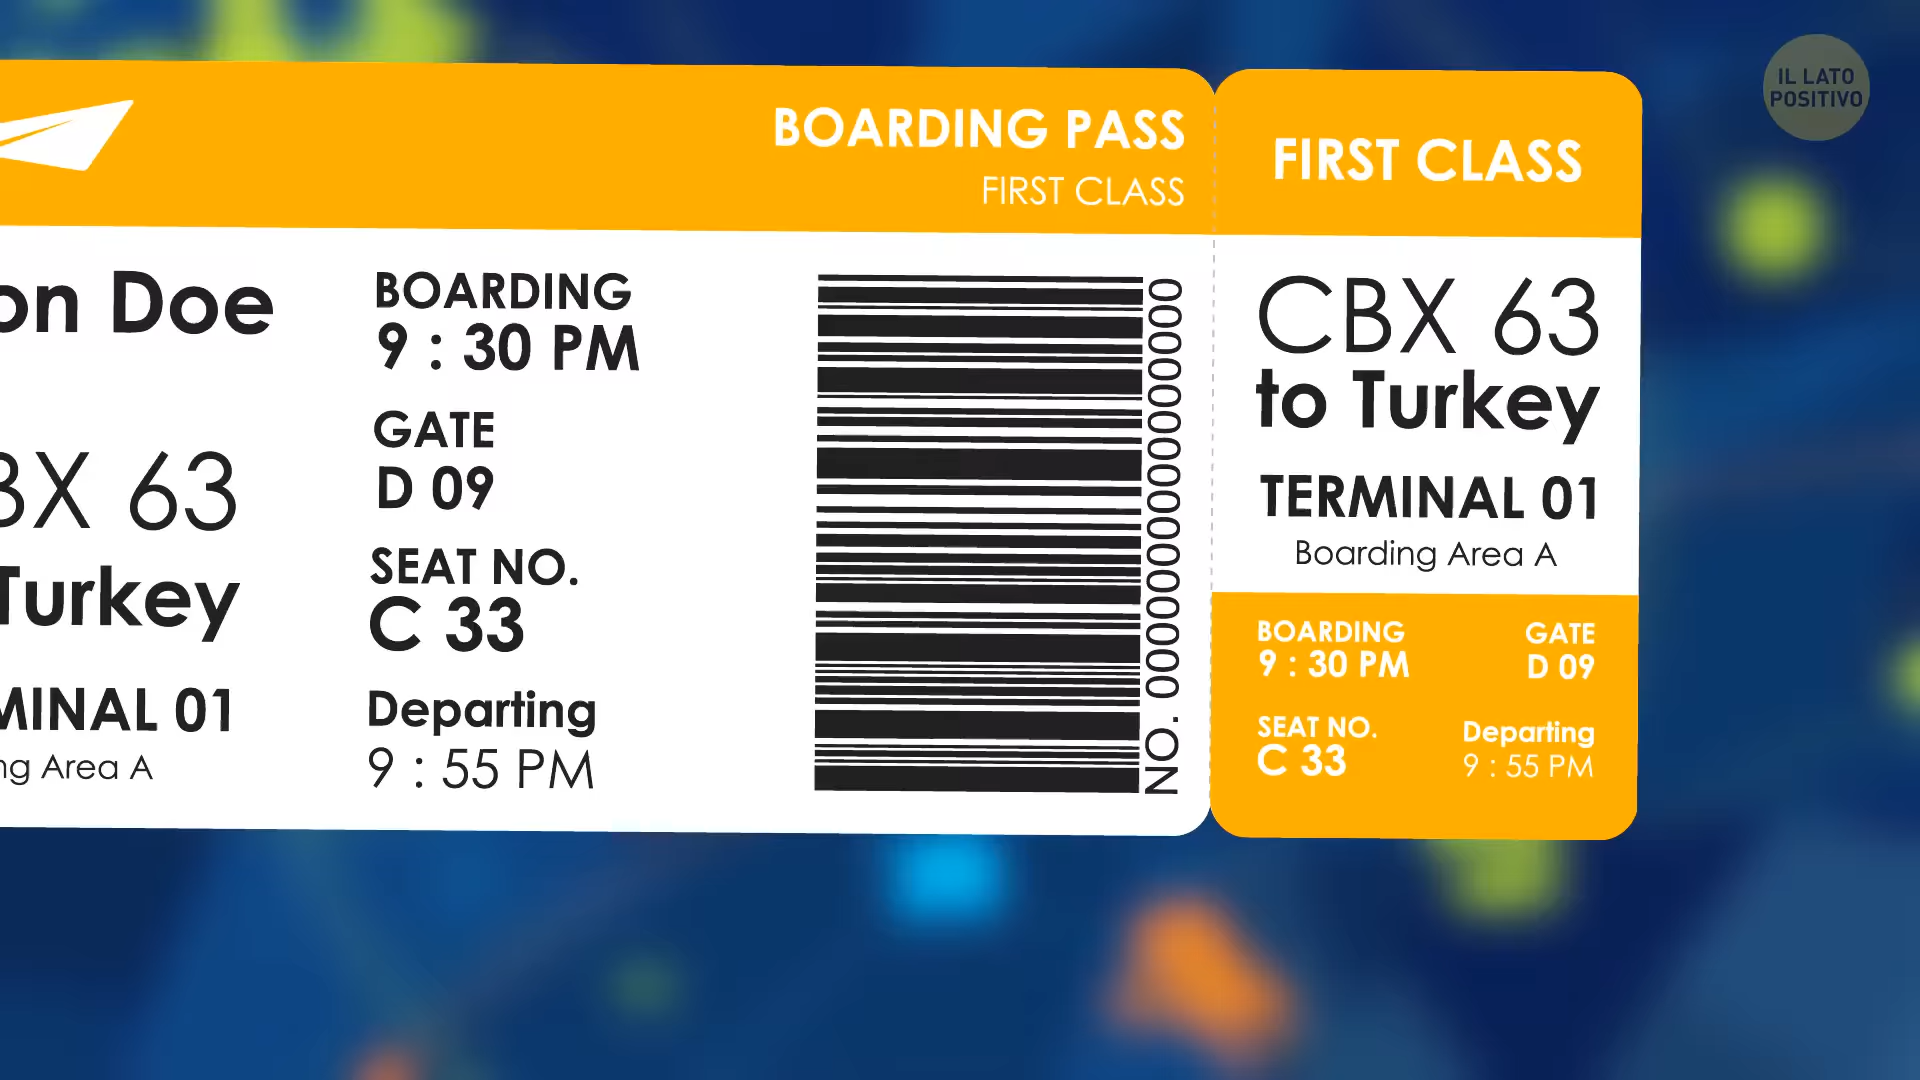 IL LATO
POSITIVO
BOARDING PASS
FIRST CLASS
on Doe
BX 63
Turkey
MINAL 01
ng Area A
BOARDING
9 : 30 PM
GATE
D 09
SEAT NO.
C 33
Departing
9 : 55 PM
NO. 0000000000000000
FIRST CLASS
CBX 63
to Turkey
TERMINAL 01
Boarding Area A
BOARDING
9 : 30 PM
GATE
D 09
SEAT NO.
C 33
Departing
9 : 55 PM